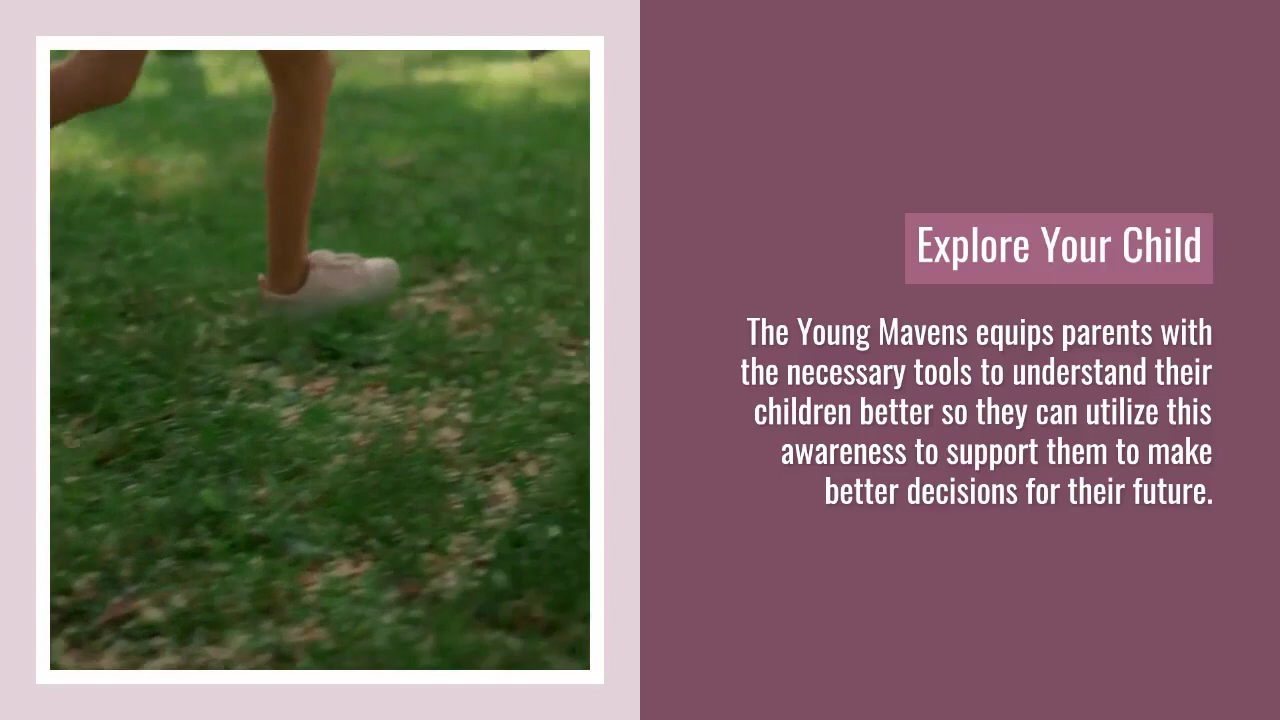 Explore Your Child
The Young Mavens equips parents with
the necessary tools to understand their
children better so they can utilize this
awareness to support them to make
better decisions for their future.